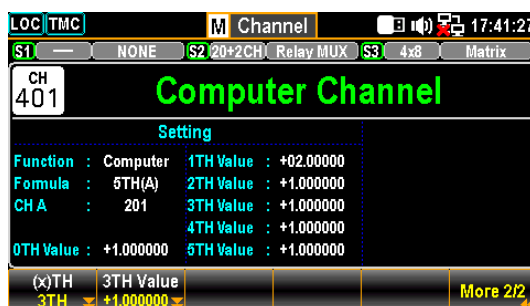 LOC TMC M Channel 17:41:27
S1 — NONE S2 20+2CH Relay MUX S3 4x8 Matrix
CH
401
Computer Channel
Setting
Function : Computer 1TH Value : +02.00000
Formula : 5TH(A) 2TH Value : +1.000000
CH A : 201 3TH Value : +1.000000
4TH Value : +1.000000
0TH Value : +1.000000 5TH Value : +1.000000
(x)TH 3TH Value
3TH +1.000000 More 2/2